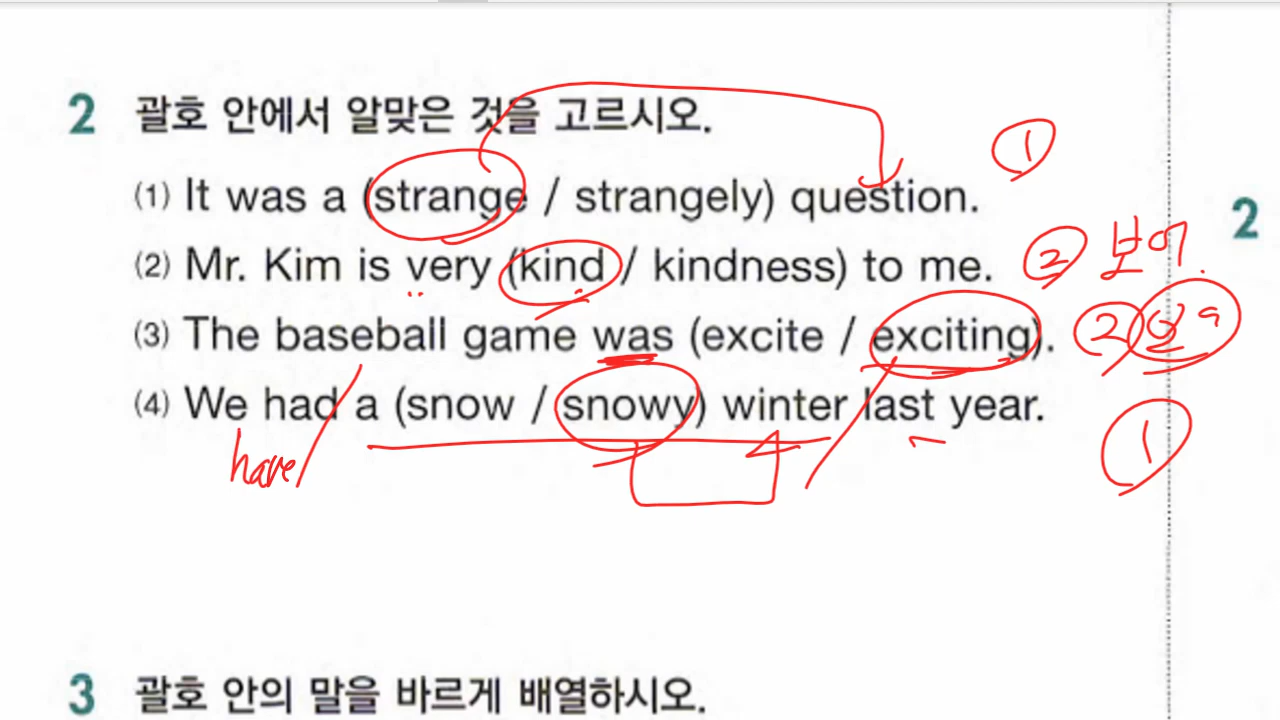 2 괄호 안에서 알맞은 것을 고르시오.
(1) It was a (strange / strangely) question. ①
(2) Mr. Kim is very (kind / kindness) to me. ② 보어.
(3) The baseball game was (excite / exciting). ②
(4) We had a (snow / snowy) winter last year. ①
have
2
3 괄호 안의 말을 바르게 배열하시오.